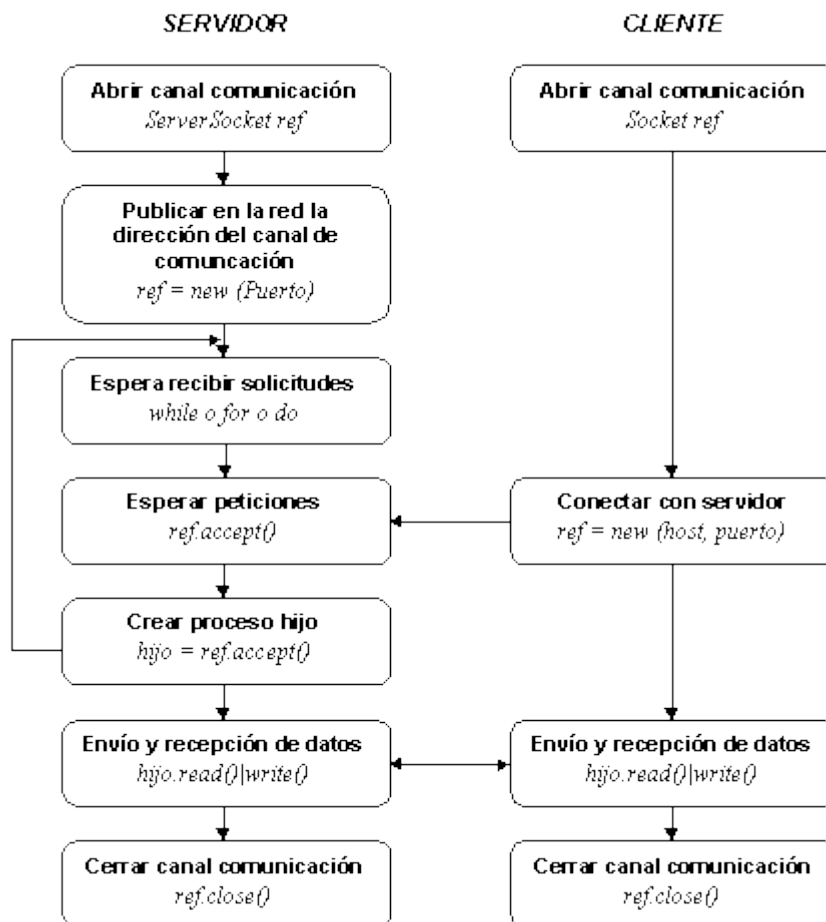 SERVIDOR
CLIENTE
Abrir canal comunicación
ServerSocket ref
Abrir canal comunicación
Socket ref
Publicar en la red la
dirección del canal de
comuncación
ref = new (Puerto)
Espera recibir solicitudes
while o for o do
Esperar peticiones
ref.accept()
Conectar con servidor
ref = new (host, puerto)
Crear proceso hijo
hijo = ref.accept()
Envío y recepción de datos
hijo.read()|write()
Envío y recepción de datos
hijo.read()|write()
Cerrar canal comunicación
ref.close()
Cerrar canal comunicación
ref.close()